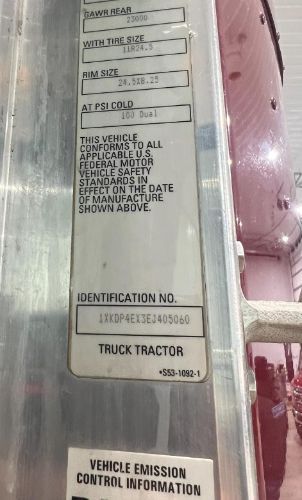 GAWR REAR
23000
WITH TIRE SIZE
11R24.5
RIM SIZE
24.5X8.25
AT PSI COLD
100 Dual
THIS VEHICLE
CONFORMS TO ALL
APPLICABLE U.S.
FEDERAL MOTOR
VEHICLE SAFETY
STANDARDS IN
EFFECT ON THE DATE
OF MANUFACTURE
SHOWN ABOVE.
IDENTIFICATION NO.
1XKDP4EX3EJ405060
TRUCK TRACTOR
•S53-1092-1
VEHICLE EMISSION
CONTROL INFORMATION